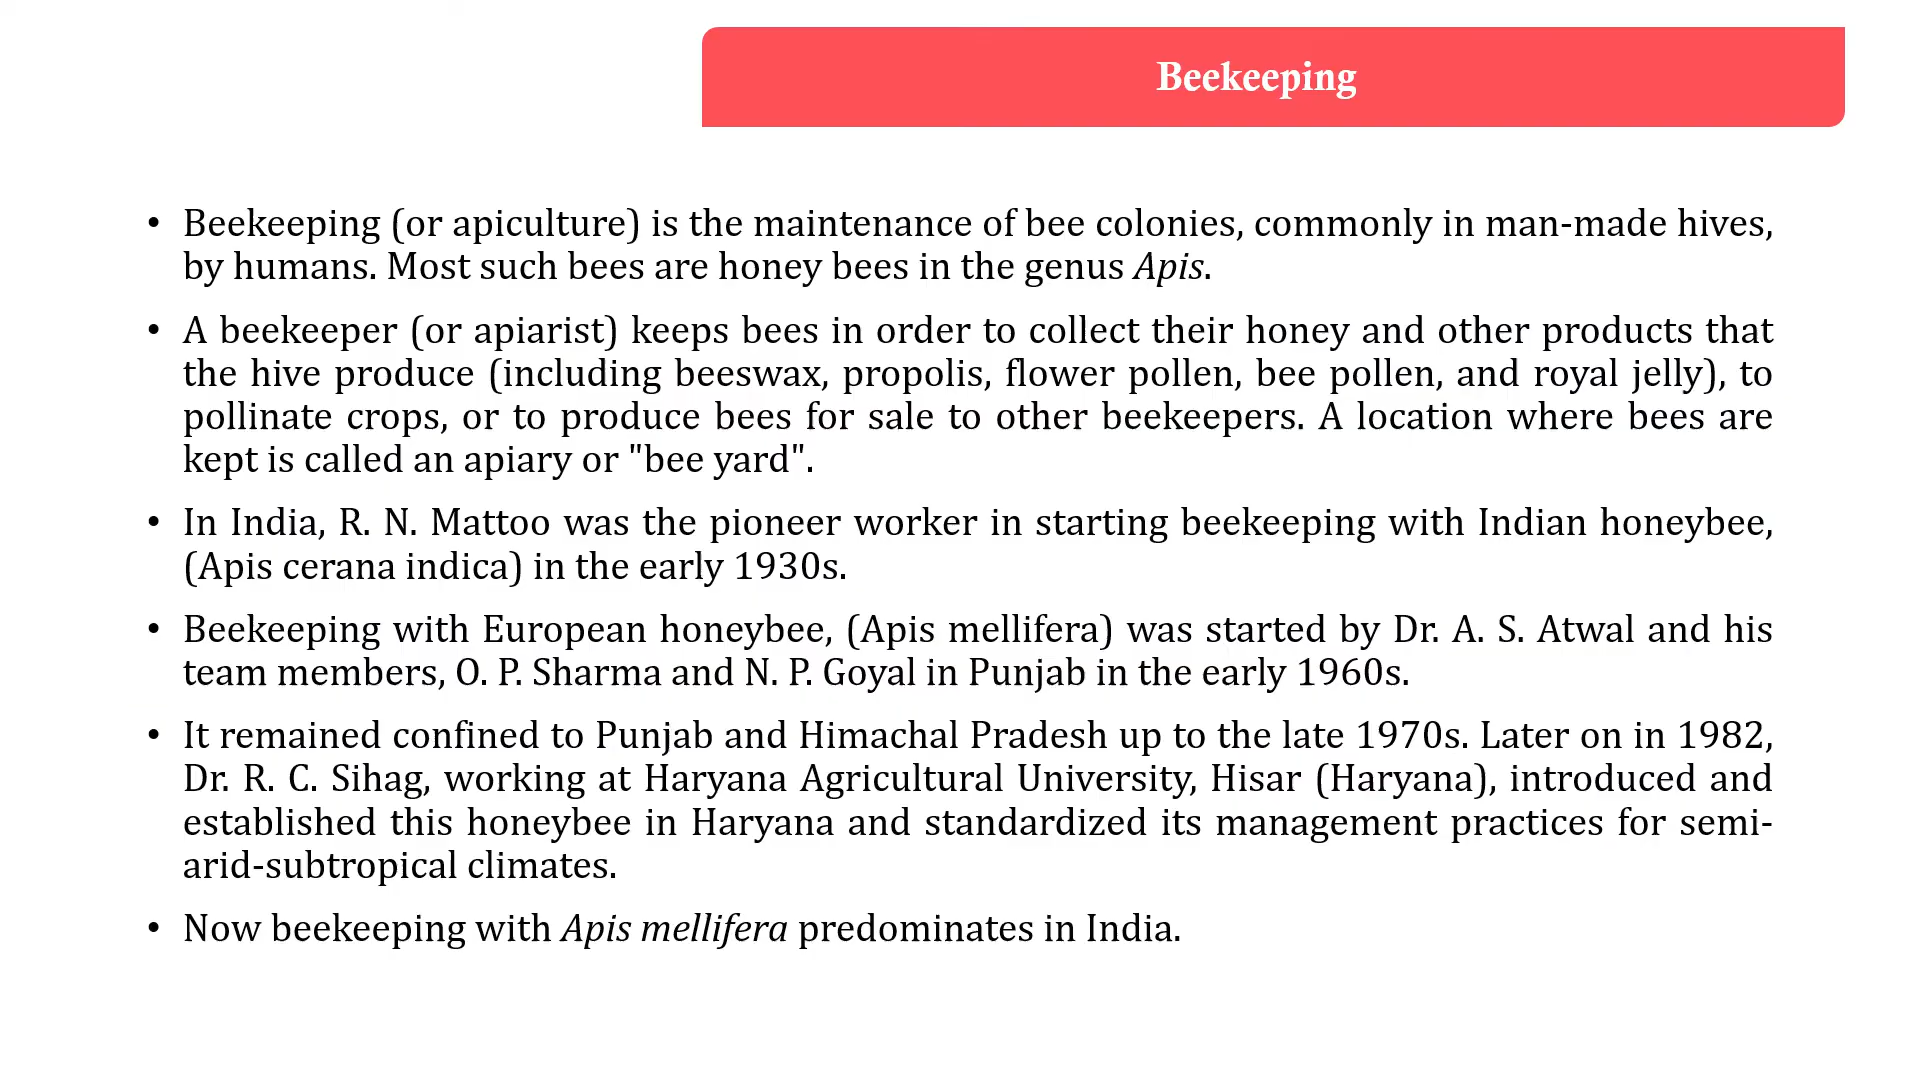 Beekeeping
• Beekeeping (or apiculture) is the maintenance of bee colonies, commonly in man-made hives,
by humans. Most such bees are honey bees in the genus Apis.
• A beekeeper (or apiarist) keeps bees in order to collect their honey and other products that
the hive produce (including beeswax, propolis, flower pollen, bee pollen, and royal jelly), to
pollinate crops, or to produce bees for sale to other beekeepers. A location where bees are
kept is called an apiary or "bee yard".
• In India, R. N. Mattoo was the pioneer worker in starting beekeeping with Indian honeybee,
(Apis cerana indica) in the early 1930s.
• Beekeeping with European honeybee, (Apis mellifera) was started by Dr. A. S. Atwal and his
team members, O. P. Sharma and N. P. Goyal in Punjab in the early 1960s.
• It remained confined to Punjab and Himachal Pradesh up to the late 1970s. Later on in 1982,
Dr. R. C. Sihag, working at Haryana Agricultural University, Hisar (Haryana), introduced and
established this honeybee in Haryana and standardized its management practices for semi-
arid-subtropical climates.
• Now beekeeping with Apis mellifera predominates in India.